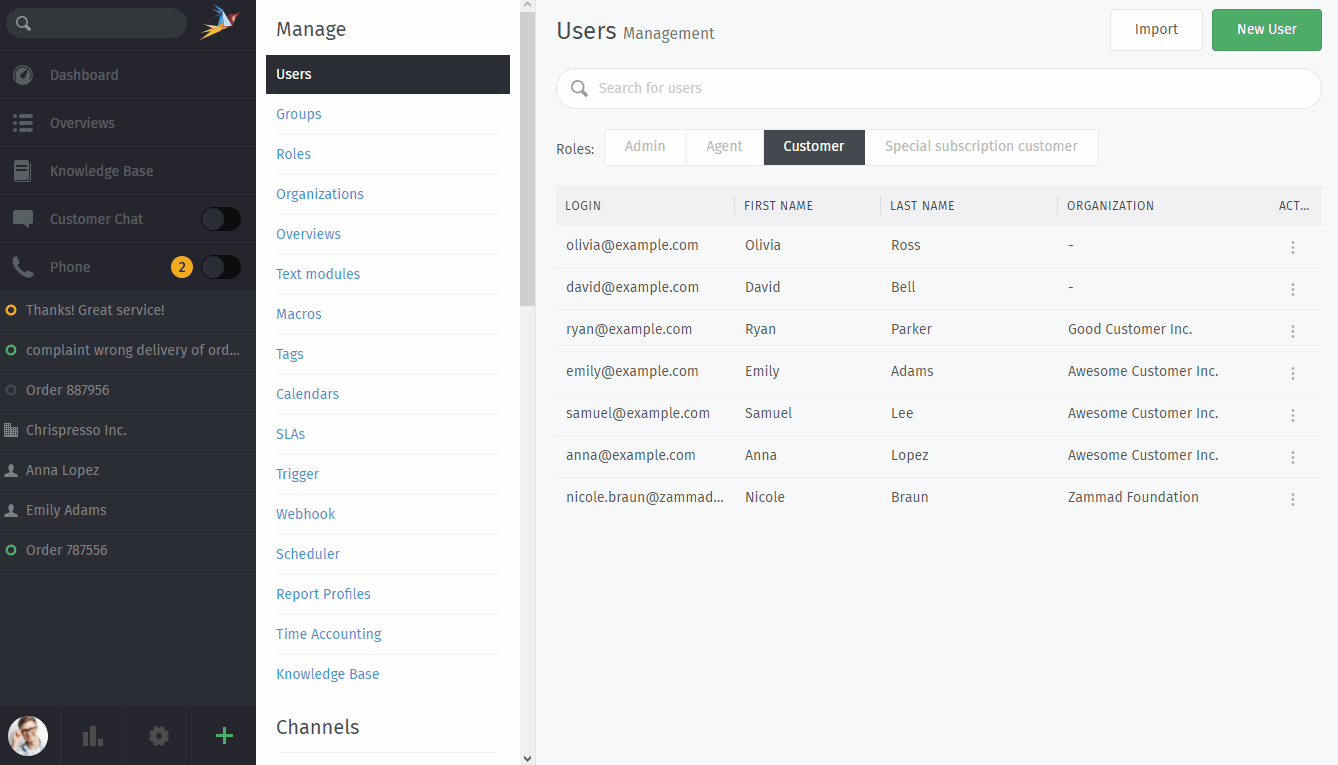 Dashboard
Overviews
Knowledge Base
Customer Chat
Phone 2
Thanks! Great service!
complaint wrong delivery of ord...
Order 887956
Chrispresso Inc.
Anna Lopez
Emily Adams
Order 787556
Manage
Users
Groups
Roles
Organizations
Overviews
Text modules
Macros
Tags
Calendars
SLAs
Trigger
Webhook
Scheduler
Report Profiles
Time Accounting
Knowledge Base
Channels
Users Management
Import
New User
Search for users
Roles: Admin Agent Customer Special subscription customer
LOGIN FIRST NAME LAST NAME ORGANIZATION ACT...
olivia@example.com Olivia Ross -
david@example.com David Bell -
ryan@example.com Ryan Parker Good Customer Inc.
emily@example.com Emily Adams Awesome Customer Inc.
samuel@example.com Samuel Lee Awesome Customer Inc.
anna@example.com Anna Lopez Awesome Customer Inc.
nicole.braun@zammad... Nicole Braun Zammad Foundation